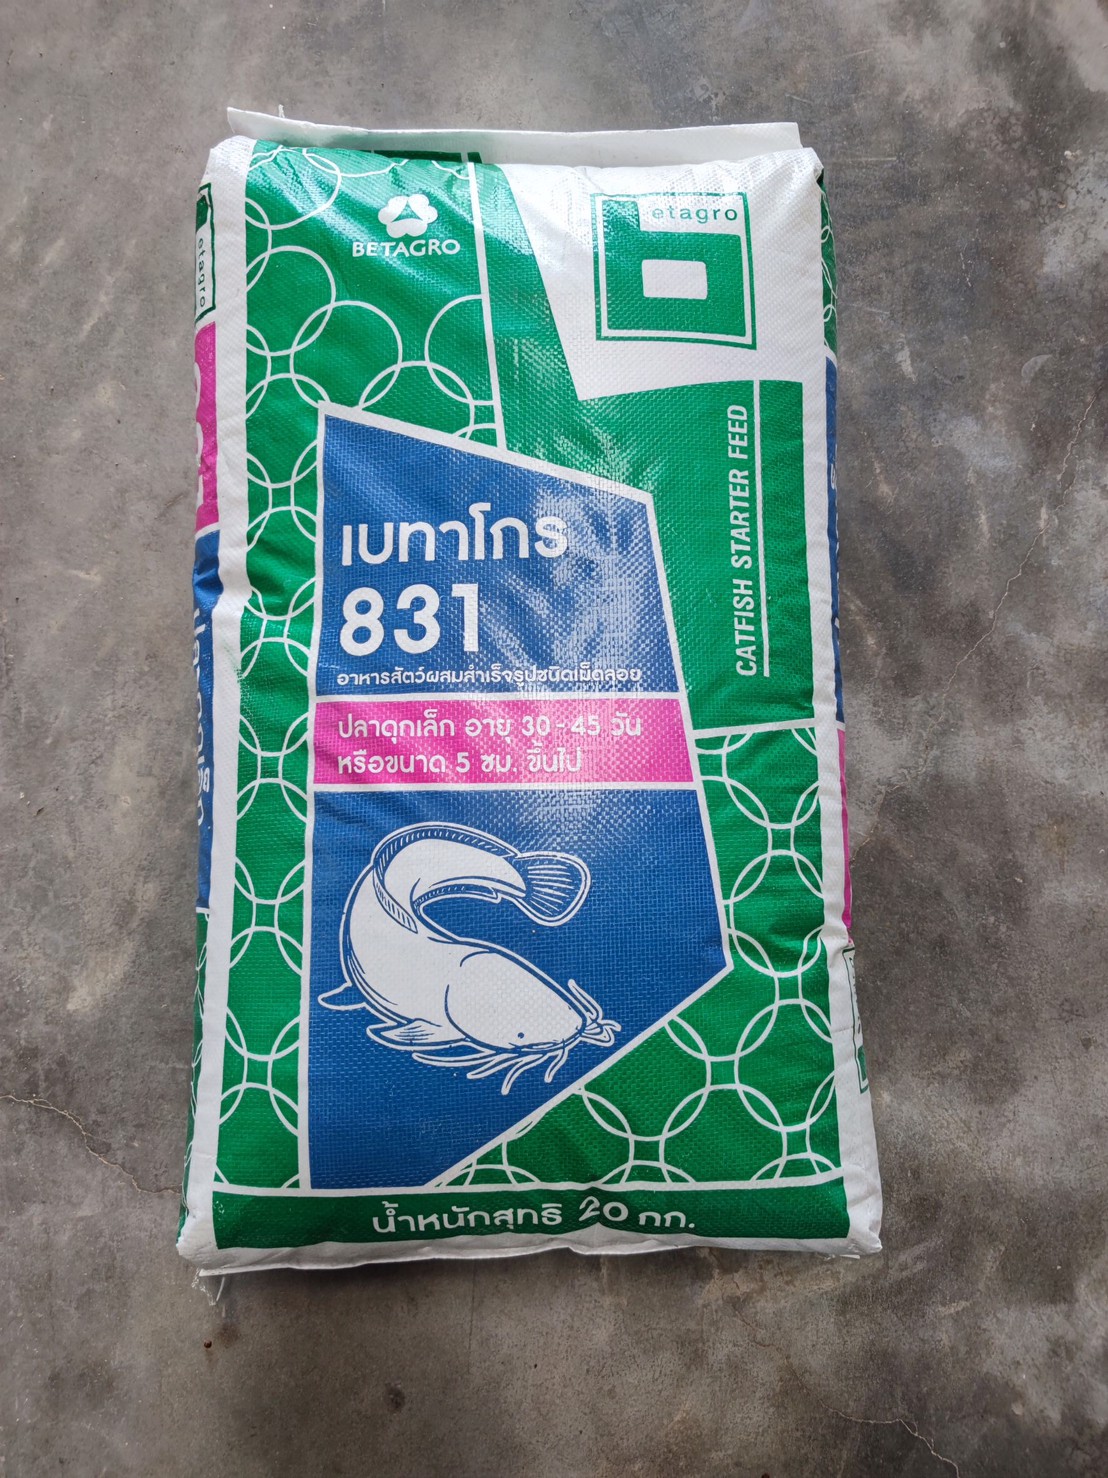 BETAGRO
etagro
etagro
CATFISH STARTER FEED
เบทาโกร
831
อาหารสัตว์ผสมสำเร็จรูปชนิดเม็ดลอย
ปลาดุกเล็ก อายุ 30 - 45 วัน
หรือขนาด 5 ซม. ขึ้นไป
น้ำหนักสุทธิ 20 กก.